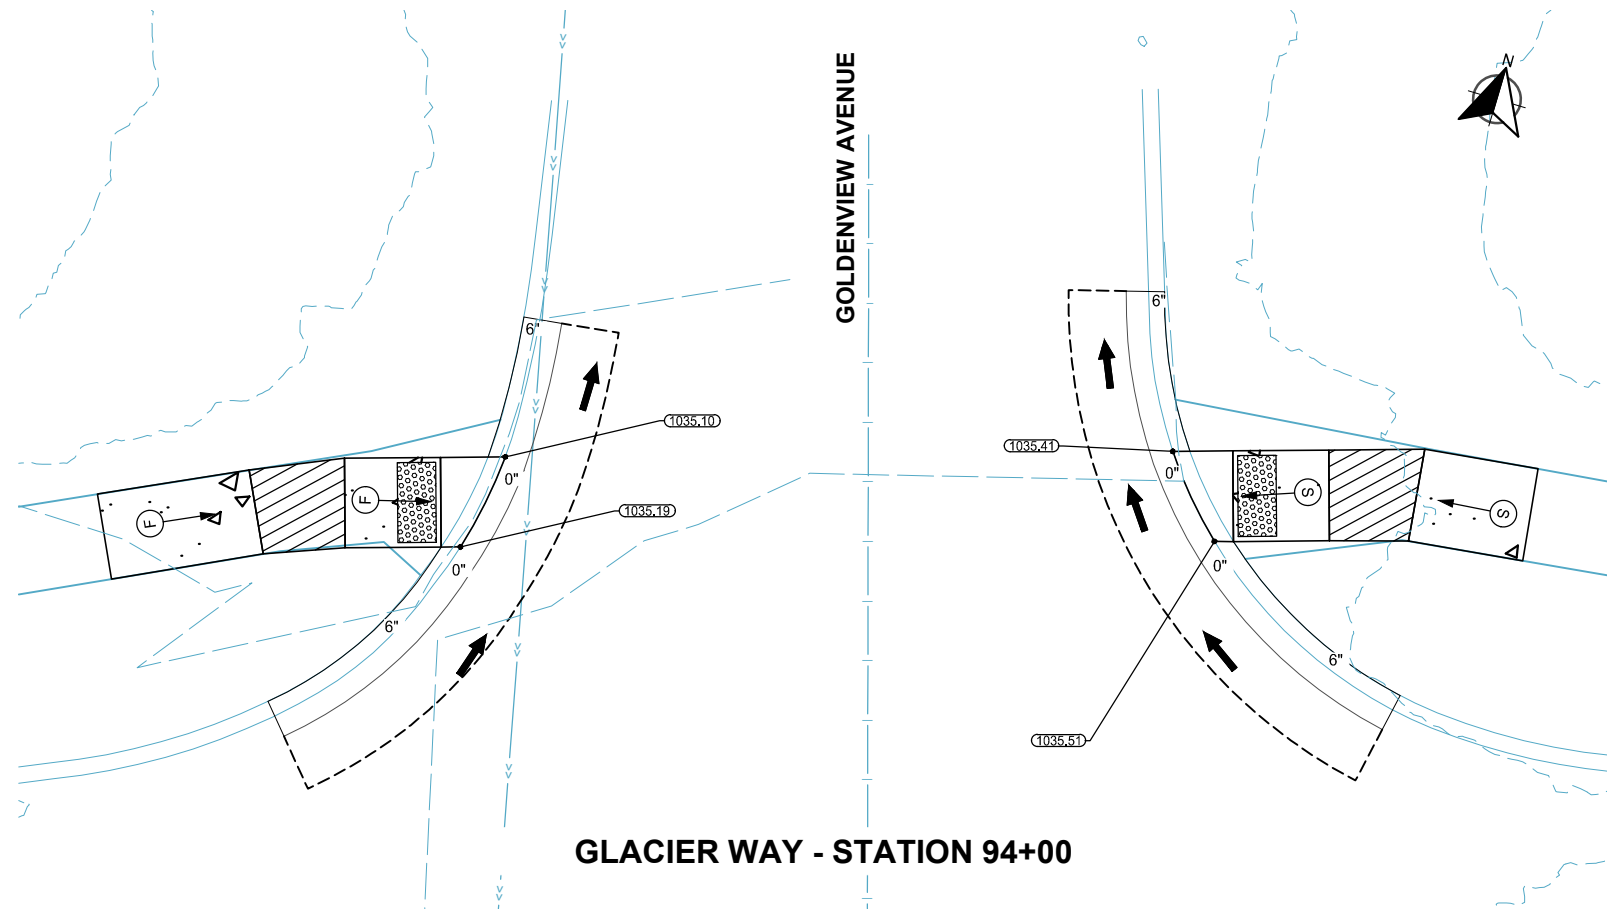 N
GOLDENVIEW AVENUE
6"
6"
1035.10
1035.41
0"
0"
F
F
S
S
1035.19
0"
0"
6"
6"
1035.51
GLACIER WAY - STATION 94+00